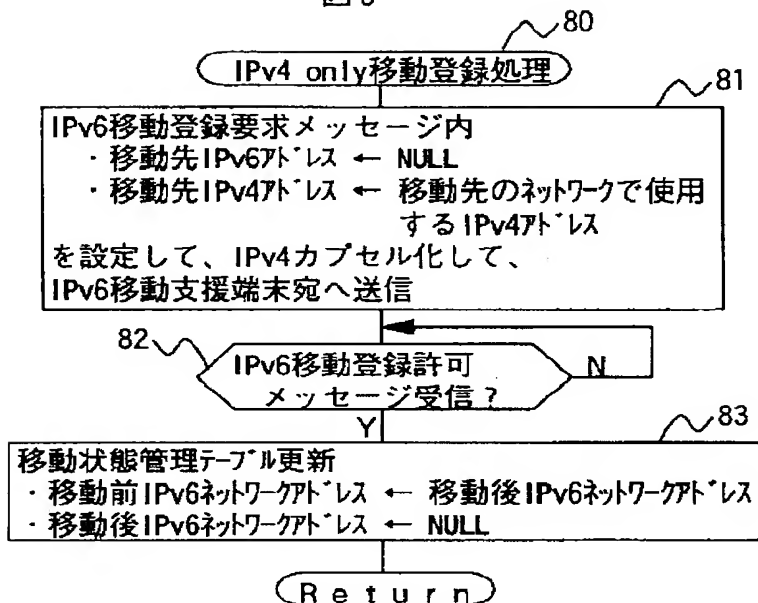 80
IPv4 only移動登録処理
81
IPv6移動登録要求メッセージ内
・移動先IPv6ｱﾄﾞﾚｽ ← NULL
・移動先IPv4ｱﾄﾞﾚｽ ← 移動先のﾈｯﾄﾜｰｸで使用
するIPv4ｱﾄﾞﾚｽ
を設定して、IPv4カプセル化して、
IPv6移動支援端末宛へ送信
82
IPv6移動登録許可
メッセージ受信？
N
Y
83
移動状態管理ﾃｰﾌﾞﾙ更新
・移動前IPv6ﾈｯﾄﾜｰｸｱﾄﾞﾚｽ ← 移動後IPv6ﾈｯﾄﾜｰｸｱﾄﾞﾚｽ
・移動後IPv6ﾈｯﾄﾜｰｸｱﾄﾞﾚｽ ← NULL
Return